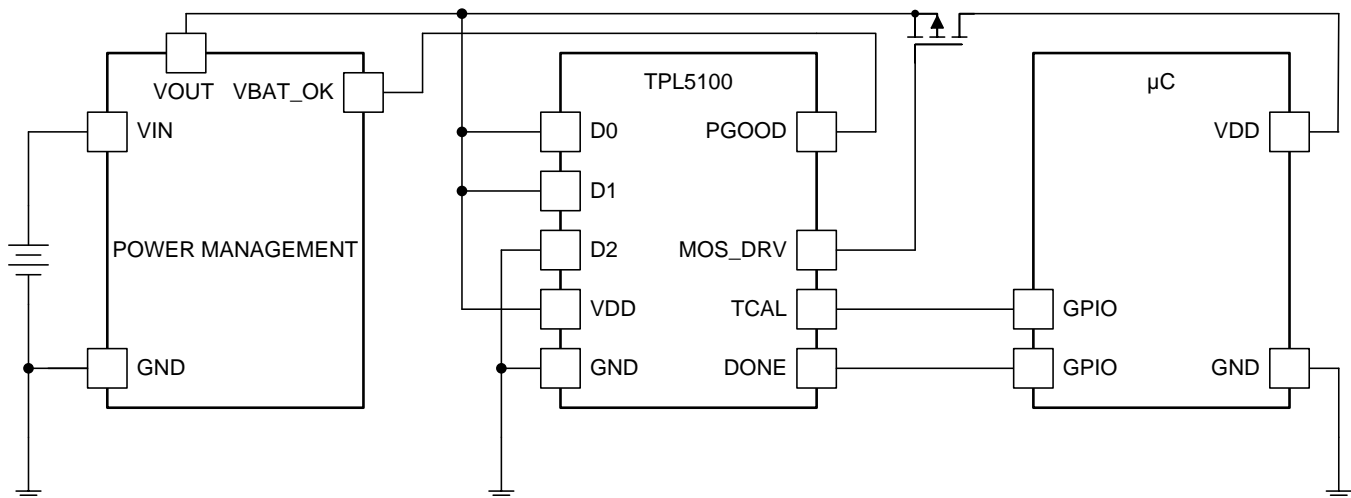 VOUT
VBAT_OK
VIN
POWER MANAGEMENT
GND
TPL5100
D0
PGOOD
D1
D2
MOS_DRV
VDD
TCAL
GND
DONE
µC
VDD
GPIO
GPIO
GND